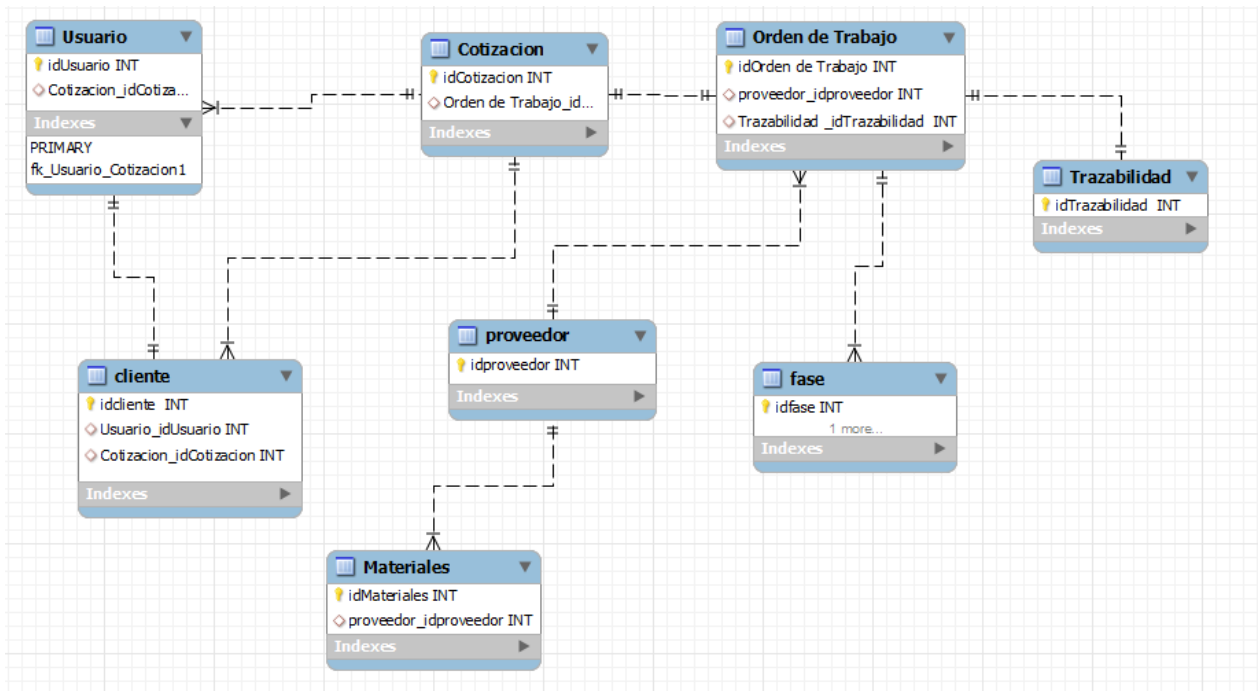 Usuario
idUsuario INT
Cotizacion_idCotiza...
Indexes
PRIMARY
fk_Usuario_Cotizacion1
Cotizacion
idCotizacion INT
Orden de Trabajo_id...
Indexes
Orden de Trabajo
idOrden de Trabajo INT
proveedor_idproveedor INT
Trazabilidad _idTrazabilidad INT
Indexes
Trazabilidad
idTrazabilidad INT
Indexes
cliente
idcliente INT
Usuario_idUsuario INT
Cotizacion_idCotizacion INT
Indexes
proveedor
idproveedor INT
Indexes
fase
idfase INT
1 more...
Indexes
Materiales
idMateriales INT
proveedor_idproveedor INT
Indexes